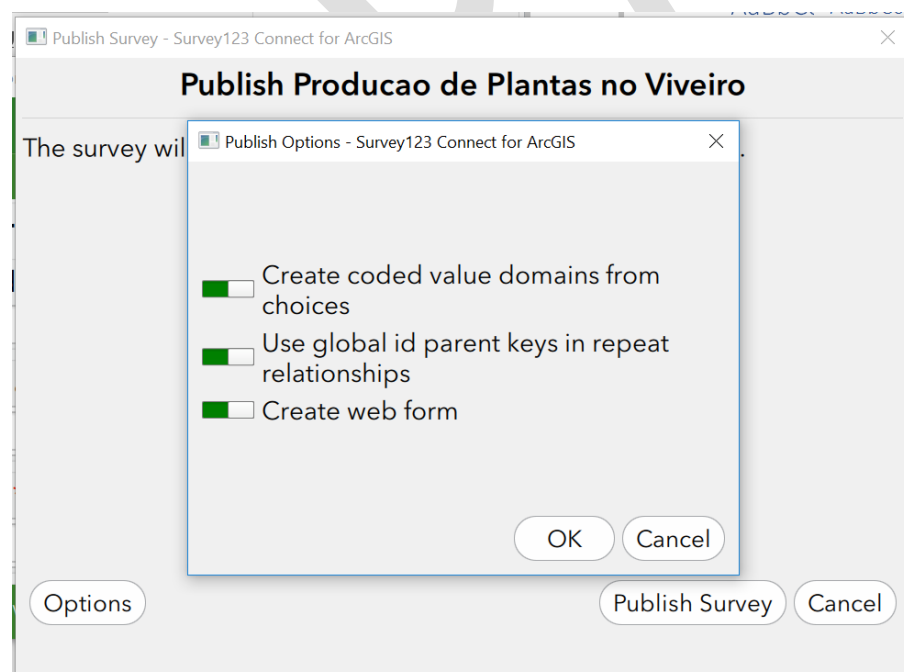 Publish Survey - Survey123 Connect for ArcGIS
Publish Producao de Plantas no Viveiro
The survey wil
Publish Options - Survey123 Connect for ArcGIS
Create coded value domains from
choices
Use global id parent keys in repeat
relationships
Create web form
OK Cancel
Options Publish Survey Cancel